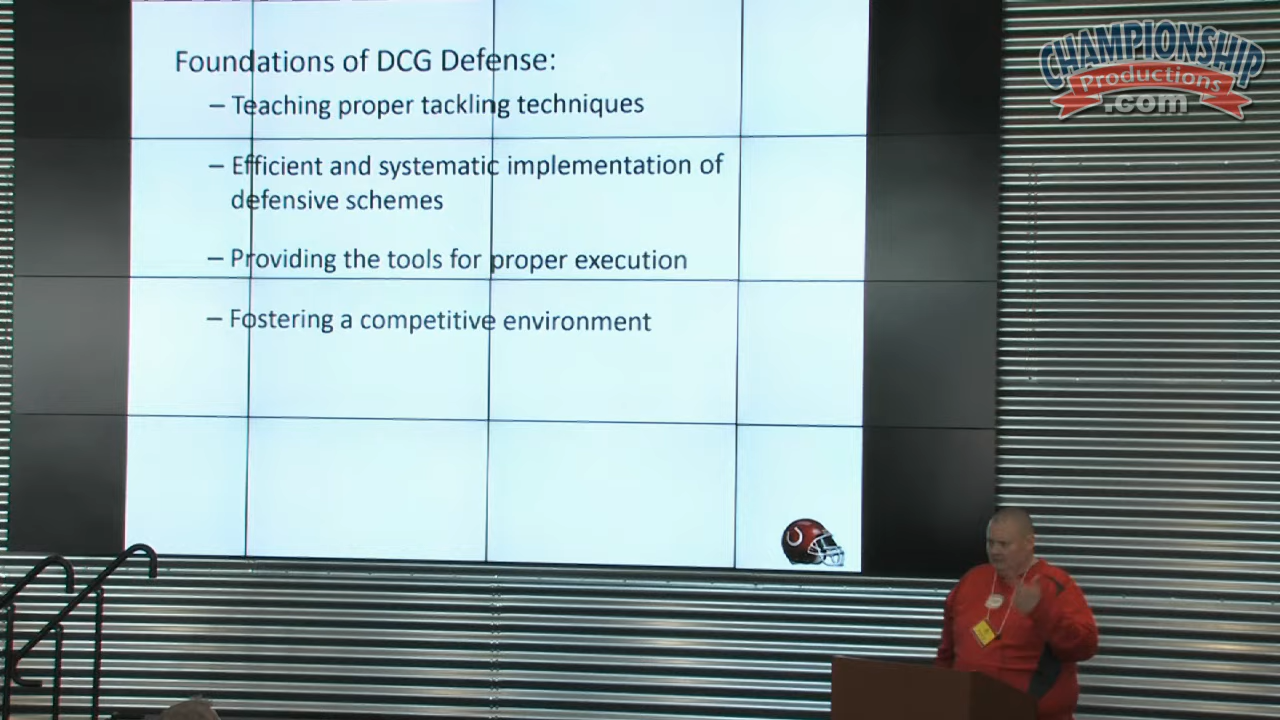 Foundations of DCG Defense:
– Teaching proper tackling techniques
– Efficient and systematic implementation of
defensive schemes
– Providing the tools for proper execution
– Fostering a competitive environment
CHAMPIONSHIP
Productions
.com